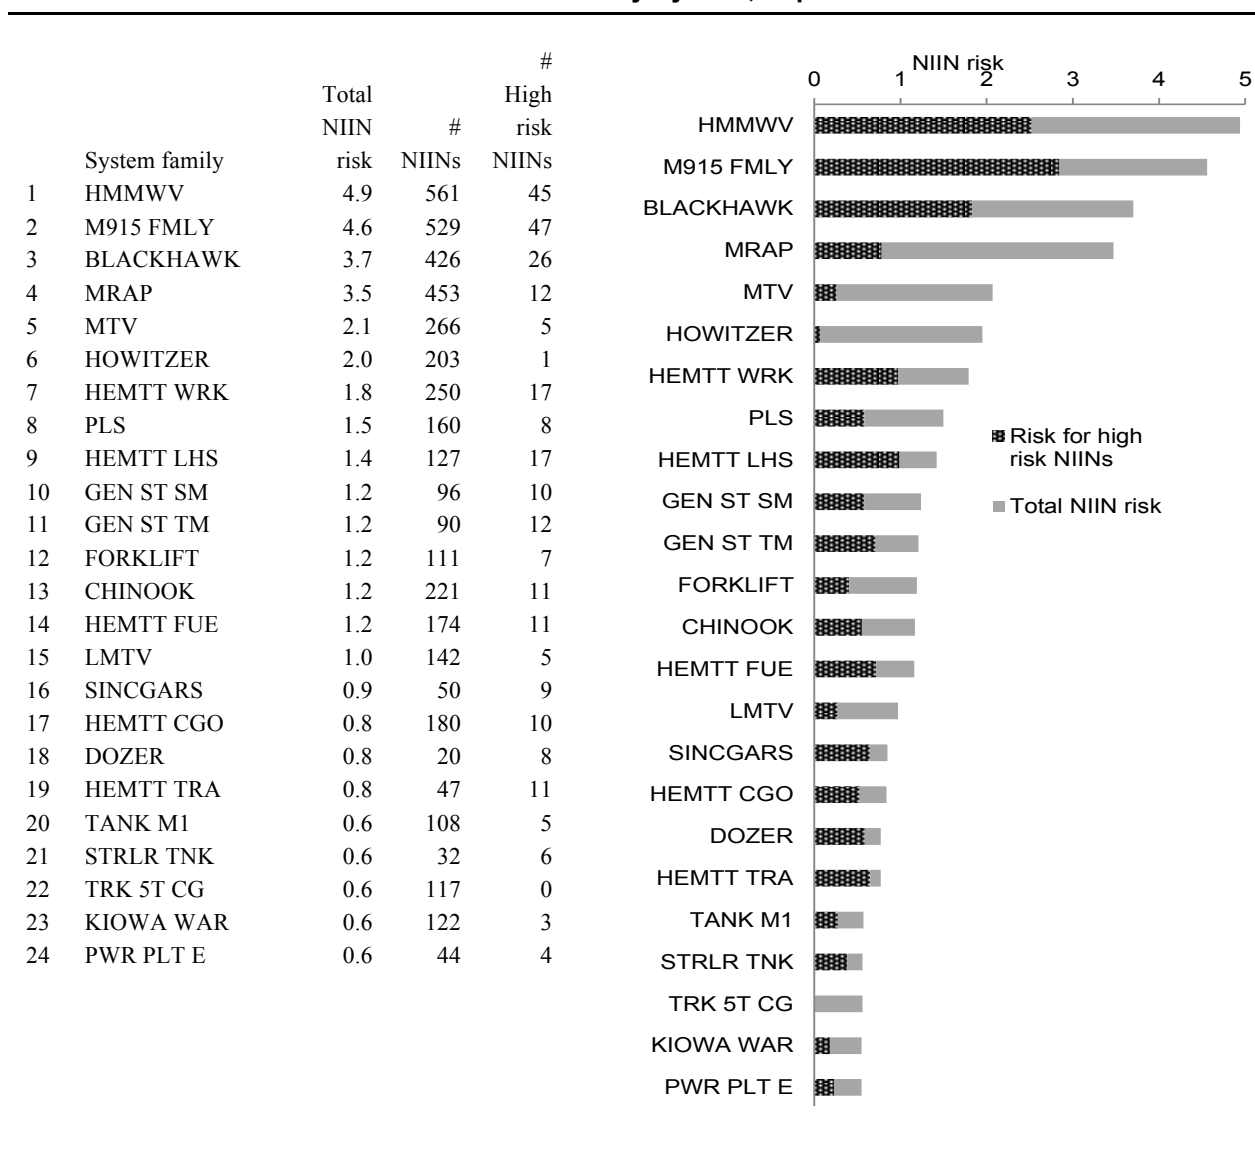 #
Total High
NIIN # risk
System family risk NIINs NIINs
1 HMMWV 4.9 561 45
2 M915 FMLY 4.6 529 47
3 BLACKHAWK 3.7 426 26
4 MRAP 3.5 453 12
5 MTV 2.1 266 5
6 HOWITZER 2.0 203 1
7 HEMTT WRK 1.8 250 17
8 PLS 1.5 160 8
9 HEMTT LHS 1.4 127 17
10 GEN ST SM 1.2 96 10
11 GEN ST TM 1.2 90 12
12 FORKLIFT 1.2 111 7
13 CHINOOK 1.2 221 11
14 HEMTT FUE 1.2 174 11
15 LMTV 1.0 142 5
16 SINCGARS 0.9 50 9
17 HEMTT CGO 0.8 180 10
18 DOZER 0.8 20 8
19 HEMTT TRA 0.8 47 11
20 TANK M1 0.6 108 5
21 STRLR TNK 0.6 32 6
22 TRK 5T CG 0.6 117 0
23 KIOWA WAR 0.6 122 3
24 PWR PLT E 0.6 44 4
NIIN risk
0 1 2 3 4 5
HMMWV
M915 FMLY
BLACKHAWK
MRAP
MTV
HOWITZER
HEMTT WRK
PLS
HEMTT LHS
GEN ST SM
GEN ST TM
FORKLIFT
CHINOOK
HEMTT FUE
LMTV
SINCGARS
HEMTT CGO
DOZER
HEMTT TRA
TANK M1
STRLR TNK
TRK 5T CG
KIOWA WAR
PWR PLT E
Risk for high
risk NIINs
Total NIIN risk